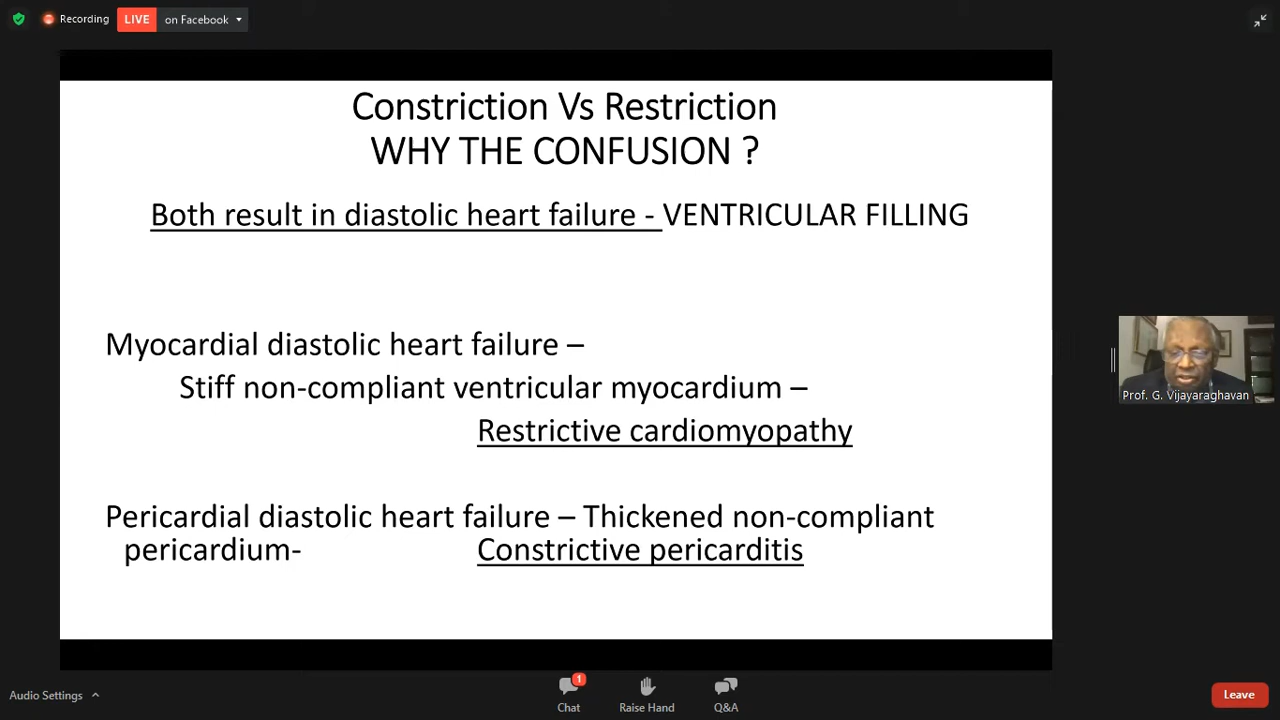 Recording
LIVE on Facebook
Constriction Vs Restriction
WHY THE CONFUSION ?
Both result in diastolic heart failure - VENTRICULAR FILLING
Myocardial diastolic heart failure –
Stiff non-compliant ventricular myocardium –
Restrictive cardiomyopathy
Pericardial diastolic heart failure – Thickened non-compliant
pericardium- Constrictive pericarditis
Prof. G. Vijayaraghavan
Audio Settings
1
Chat
Raise Hand
Q&A
Leave